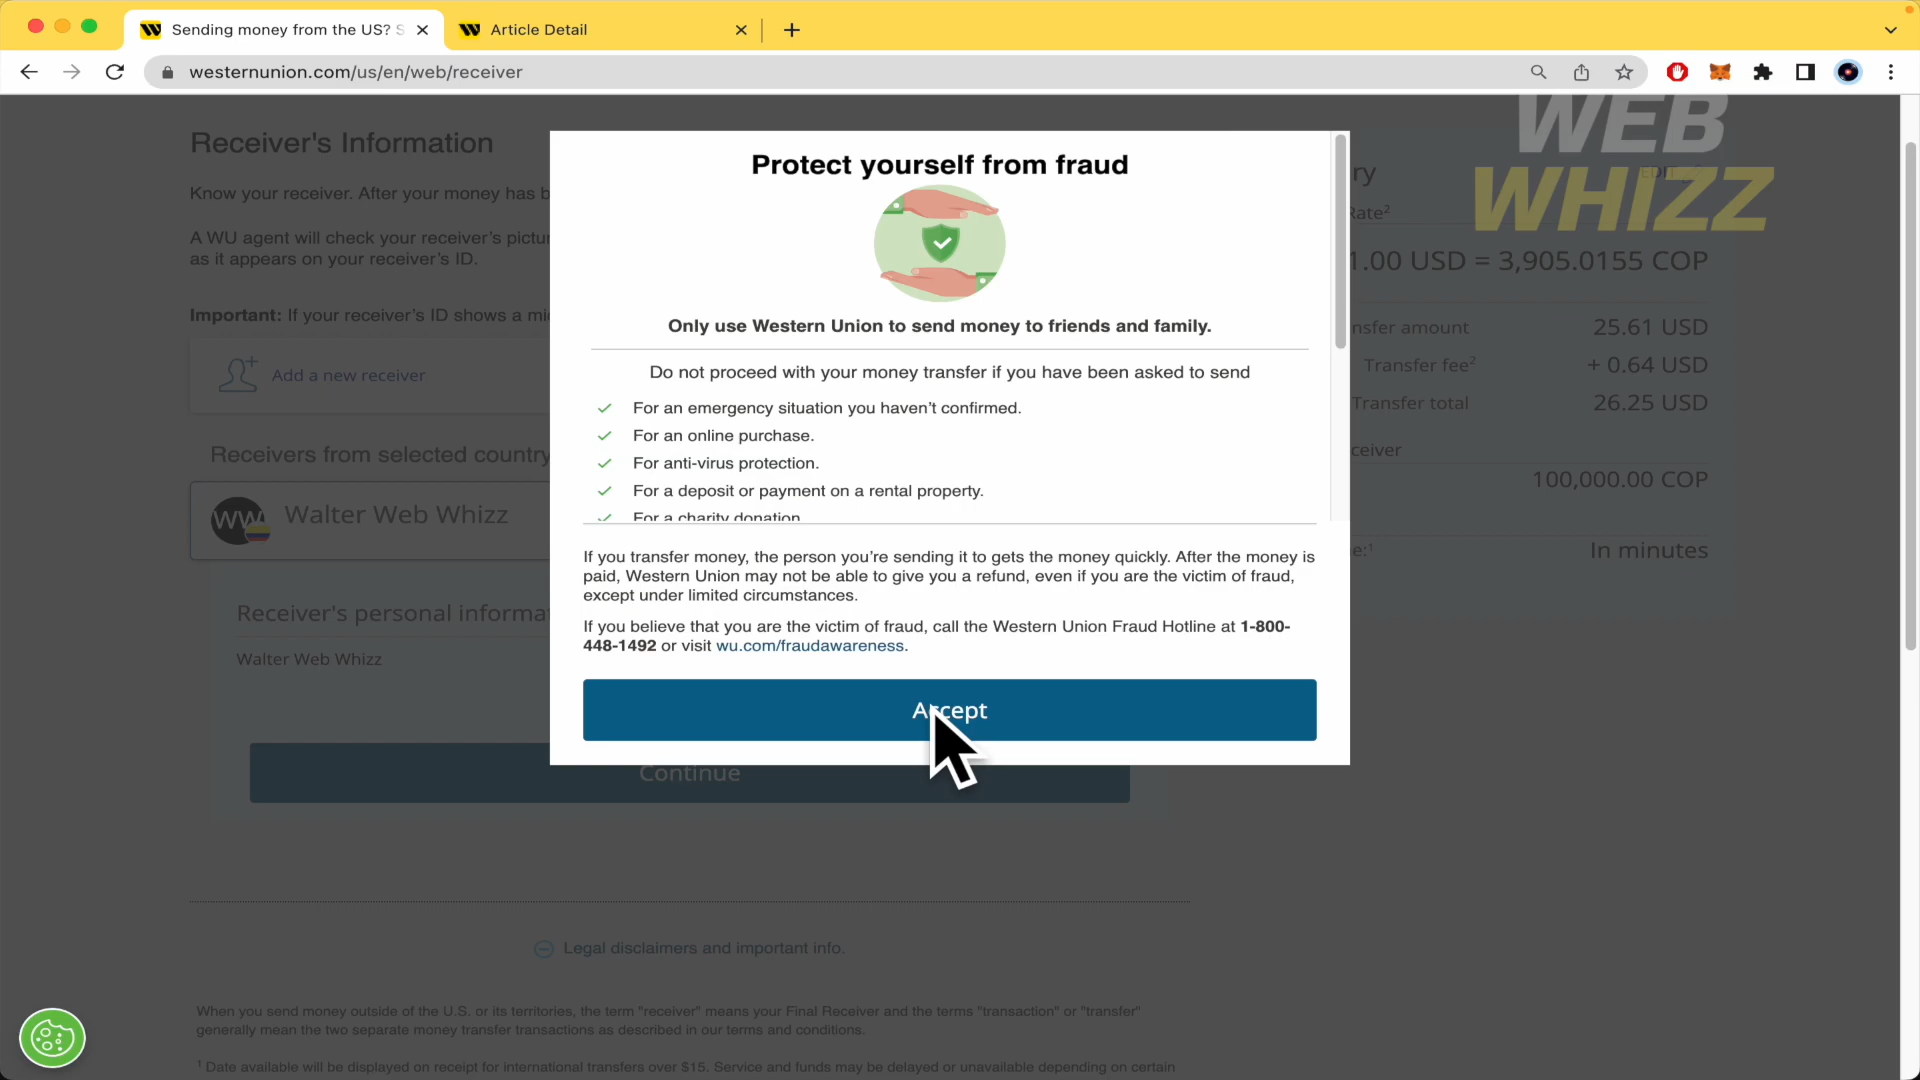 Sending money from the US? S
Article Detail
westernunion.com/us/en/web/receiver
WEB
WHIZZ
Receiver's Information
Know your receiver. After your money has b
A WU agent will check your receiver's pictu
as it appears on your receiver's ID.
Important: If your receiver's ID shows a mi
Add a new receiver
Receivers from selected country
WW
Walter Web Whizz
Receiver's personal informat
Walter Web Whizz
Continue
Protect yourself from fraud
Only use Western Union to send money to friends and family.
Do not proceed with your money transfer if you have been asked to send
For an emergency situation you haven't confirmed.
For an online purchase.
For anti-virus protection.
For a deposit or payment on a rental property.
For a charity donation
If you transfer money, the person you're sending it to gets the money quickly. After the money is
paid, Western Union may not be able to give you a refund, even if you are the victim of fraud,
except under limited circumstances.
If you believe that you are the victim of fraud, call the Western Union Fraud Hotline at 1-800-
448-1492 or visit wu.com/fraudawareness.
Accept
ry
EDIT
Rate²
1.00 USD = 3,905.0155 COP
nsfer amount 25.61 USD
Transfer fee² + 0.64 USD
Transfer total 26.25 USD
ceiver
100,000.00 COP
e:¹ In minutes
Legal disclaimers and important info.
When you send money outside of the U.S. or its territories, the term "receiver" means your Final Receiver and the terms "transaction" or "transfer"
generally mean the two separate money transfer transactions as described in our terms and conditions.
¹ Date available will be displayed on receipt for international transfers over $15. Service and funds may be delayed or unavailable depending on certain